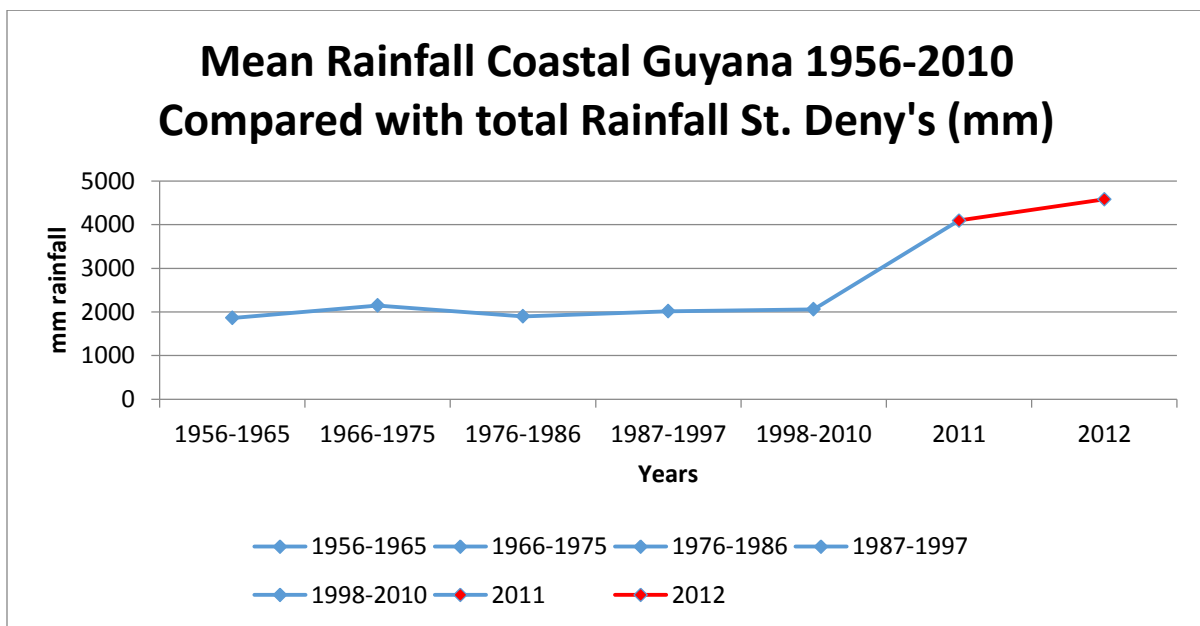 Mean Rainfall Coastal Guyana 1956-2010
Compared with total Rainfall St. Deny's (mm)
mm rainfall
5000
4000
3000
2000
1000
0
1956-1965 1966-1975 1976-1986 1987-1997 1998-2010 2011 2012
Years
1956-1965 1966-1975 1976-1986 1987-1997
1998-2010 2011 2012